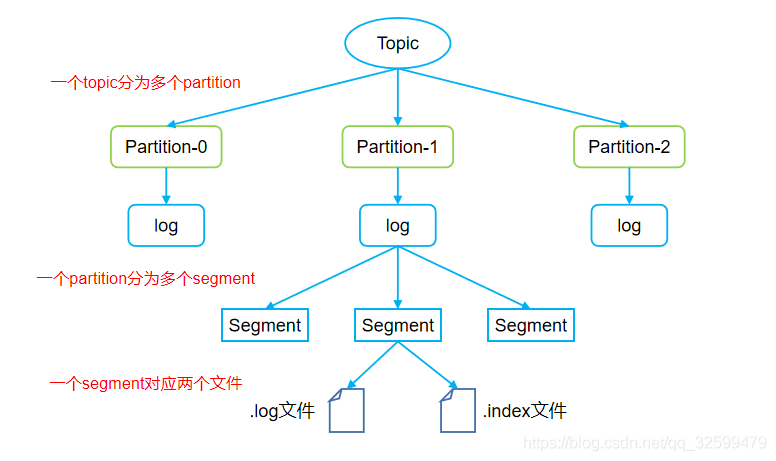 Topic
一个topic分为多个partition
Partition-0
Partition-1
Partition-2
log
log
log
一个partition分为多个segment
Segment
Segment
Segment
一个segment对应两个文件
.log文件
.index文件
https://blog.csdn.net/qq_32599479